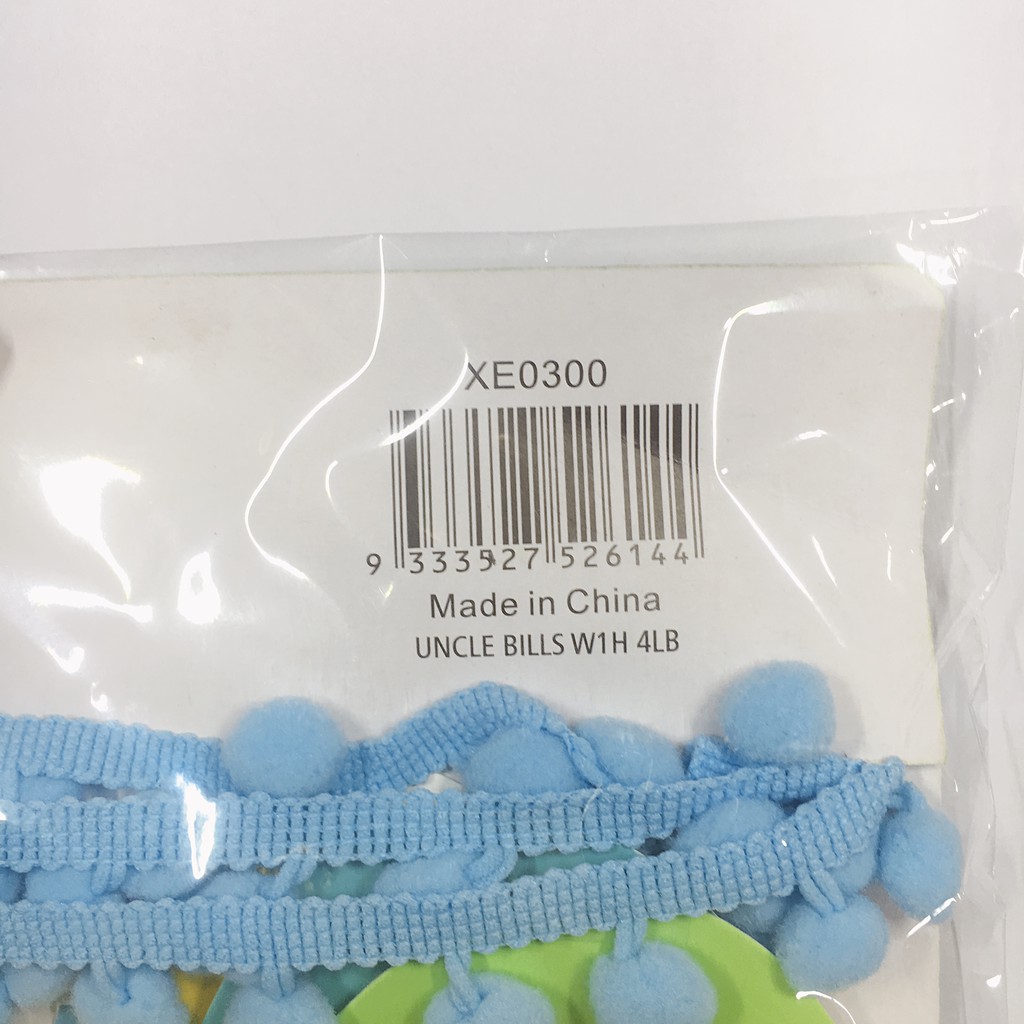 XE0300
9 333527 526144
Made in China
UNCLE BILLS W1H 4LB